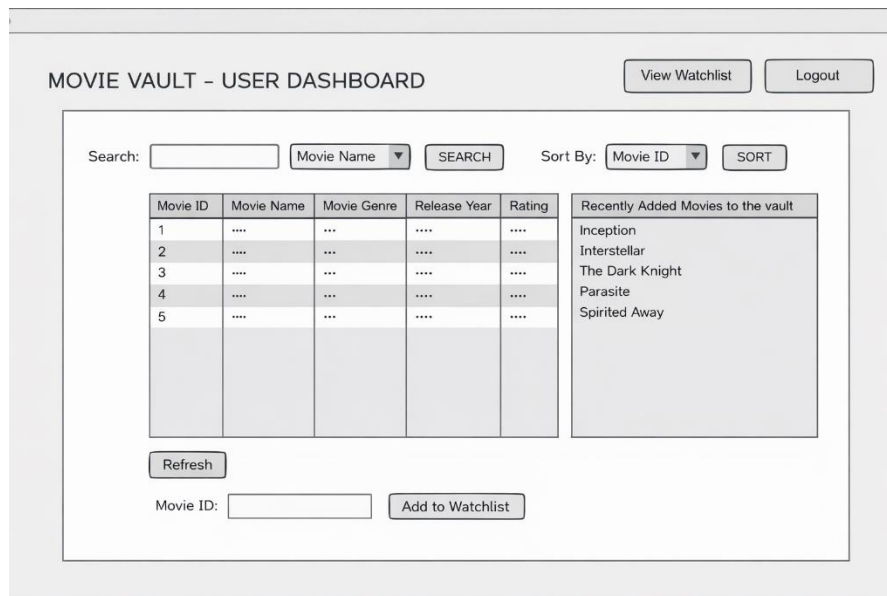 MOVIE VAULT – USER DASHBOARD
View Watchlist
Logout
Search:
Movie Name
SEARCH
Sort By:
Movie ID
SORT
Movie ID Movie Name Movie Genre Release Year Rating
1 .... ... .... ....
2 .... ... .... ....
3 .... ... .... ....
4 .... ... .... ....
5 .... ... .... ....
Recently Added Movies to the vault
Inception
Interstellar
The Dark Knight
Parasite
Spirited Away
Refresh
Movie ID:
Add to Watchlist